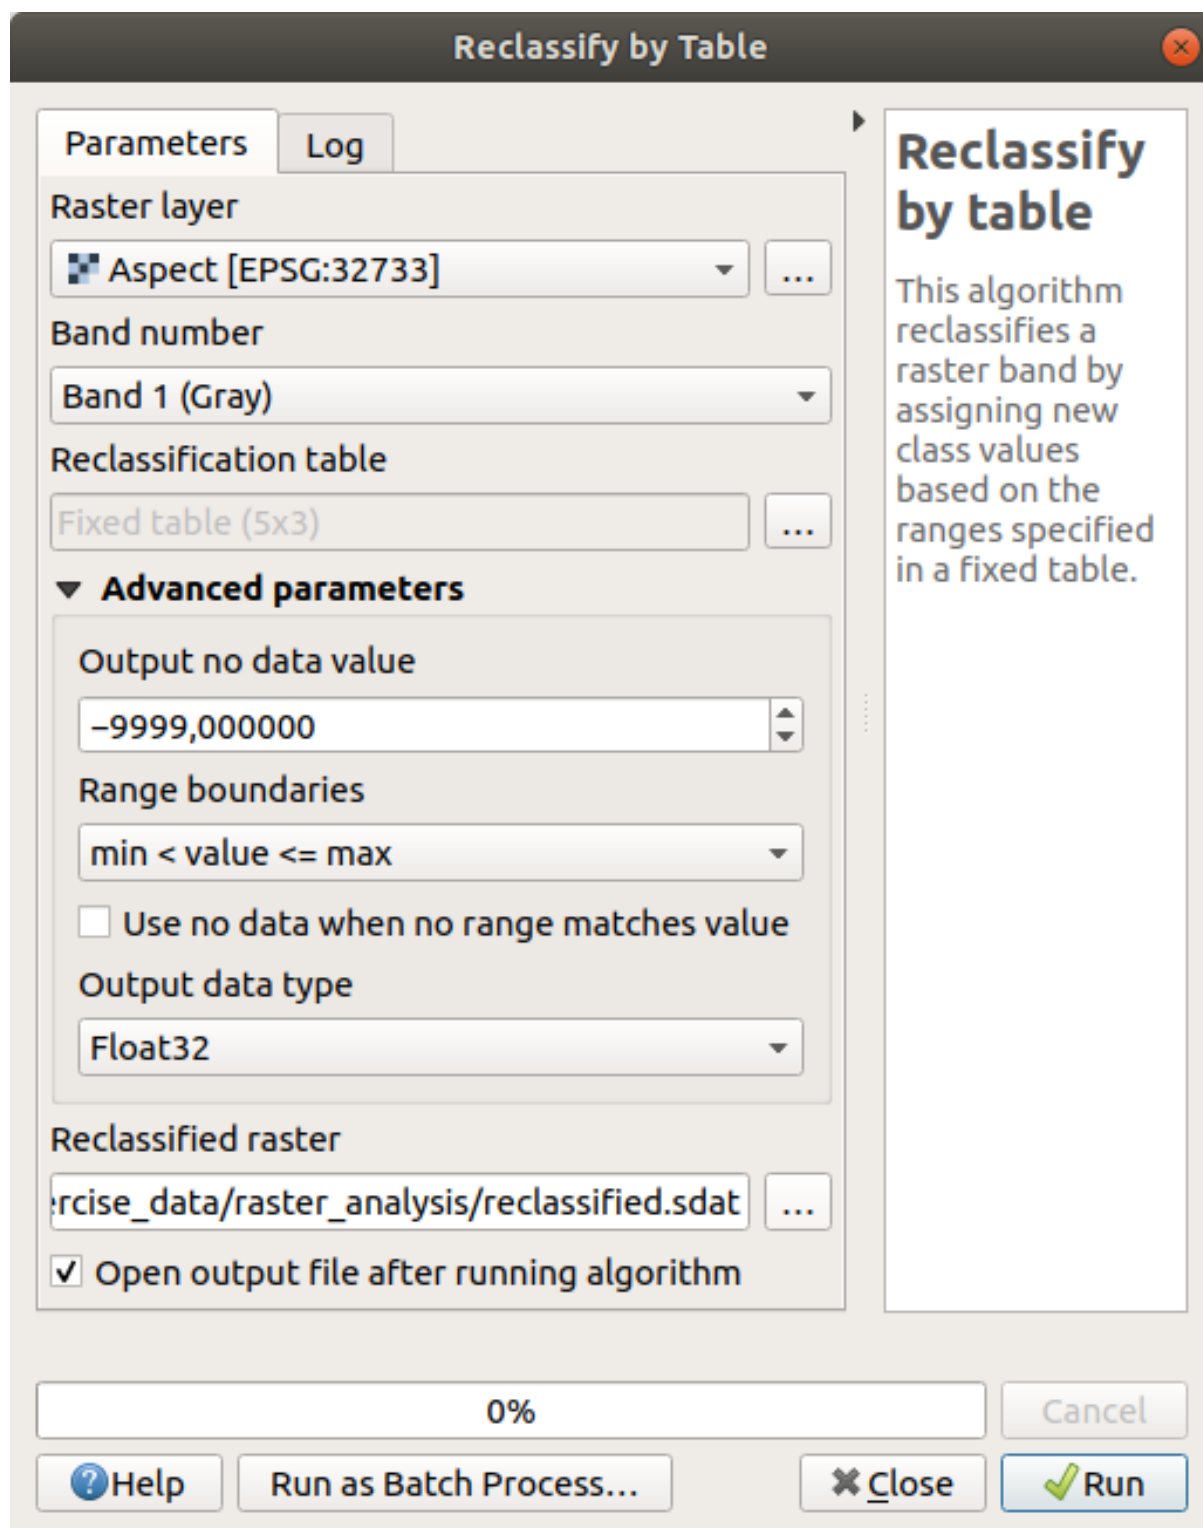 Reclassify by Table
Parameters
Log
Raster layer
Aspect [EPSG:32733]
...
Band number
Band 1 (Gray)
Reclassification table
Fixed table (5x3)
...
Advanced parameters
Output no data value
−9999,000000
Range boundaries
min < value <= max
Use no data when no range matches value
Output data type
Float32
Reclassified raster
ercise_data/raster_analysis/reclassified.sdat
...
Open output file after running algorithm
Reclassify
by table
This algorithm
reclassifies a
raster band by
assigning new
class values
based on the
ranges specified
in a fixed table.
0%
Cancel
Help
Run as Batch Process...
Close
Run